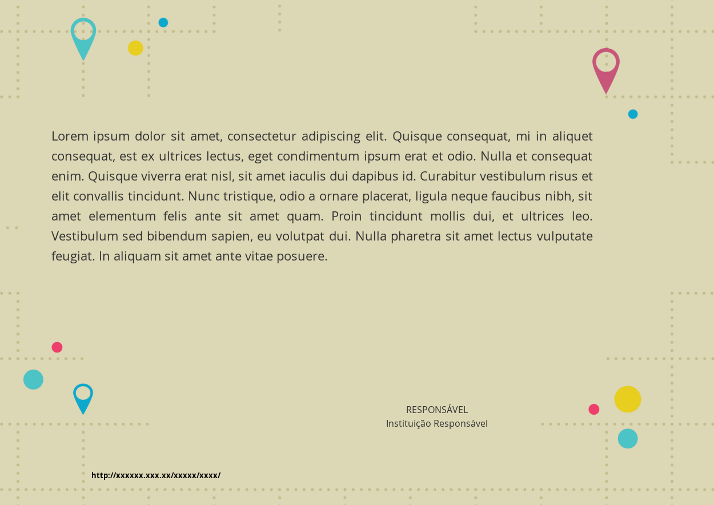 Lorem ipsum dolor sit amet, consectetur adipiscing elit. Quisque consequat, mi in aliquet
consequat, est ex ultrices lectus, eget condimentum ipsum erat et odio. Nulla et consequat
enim. Quisque viverra erat nisl, sit amet iaculis dui dapibus id. Curabitur vestibulum risus et
elit convallis tincidunt. Nunc tristique, odio a ornare placerat, ligula neque faucibus nibh, sit
amet elementum felis ante sit amet quam. Proin tincidunt mollis dui, et ultrices leo.
Vestibulum sed bibendum sapien, eu volutpat dui. Nulla pharetra sit amet lectus vulputate
feugiat. In aliquam sit amet ante vitae posuere.
RESPONSÁVEL
Instituição Responsável
http://xxxxxx.xxx.xx/xxxxx/xxxx/